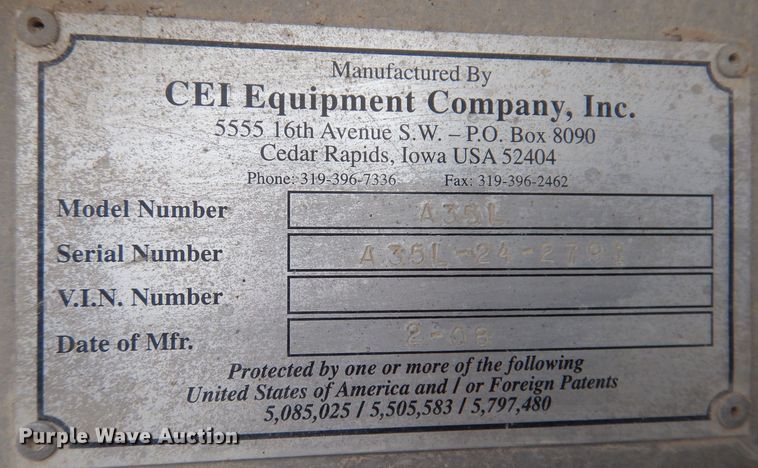 Manufactured By
CEI Equipment Company, Inc.
5555 16th Avenue S.W. – P.O. Box 8090
Cedar Rapids, Iowa USA 52404
Phone: 319-396-7336 Fax: 319-396-2462
Model Number A35L
Serial Number A35L-24-2791
V.I.N. Number
Date of Mfr. 2-08
Protected by one or more of the following
United States of America and / or Foreign Patents
5,085,025 / 5,505,583 / 5,797,480
Purple Wave Auction